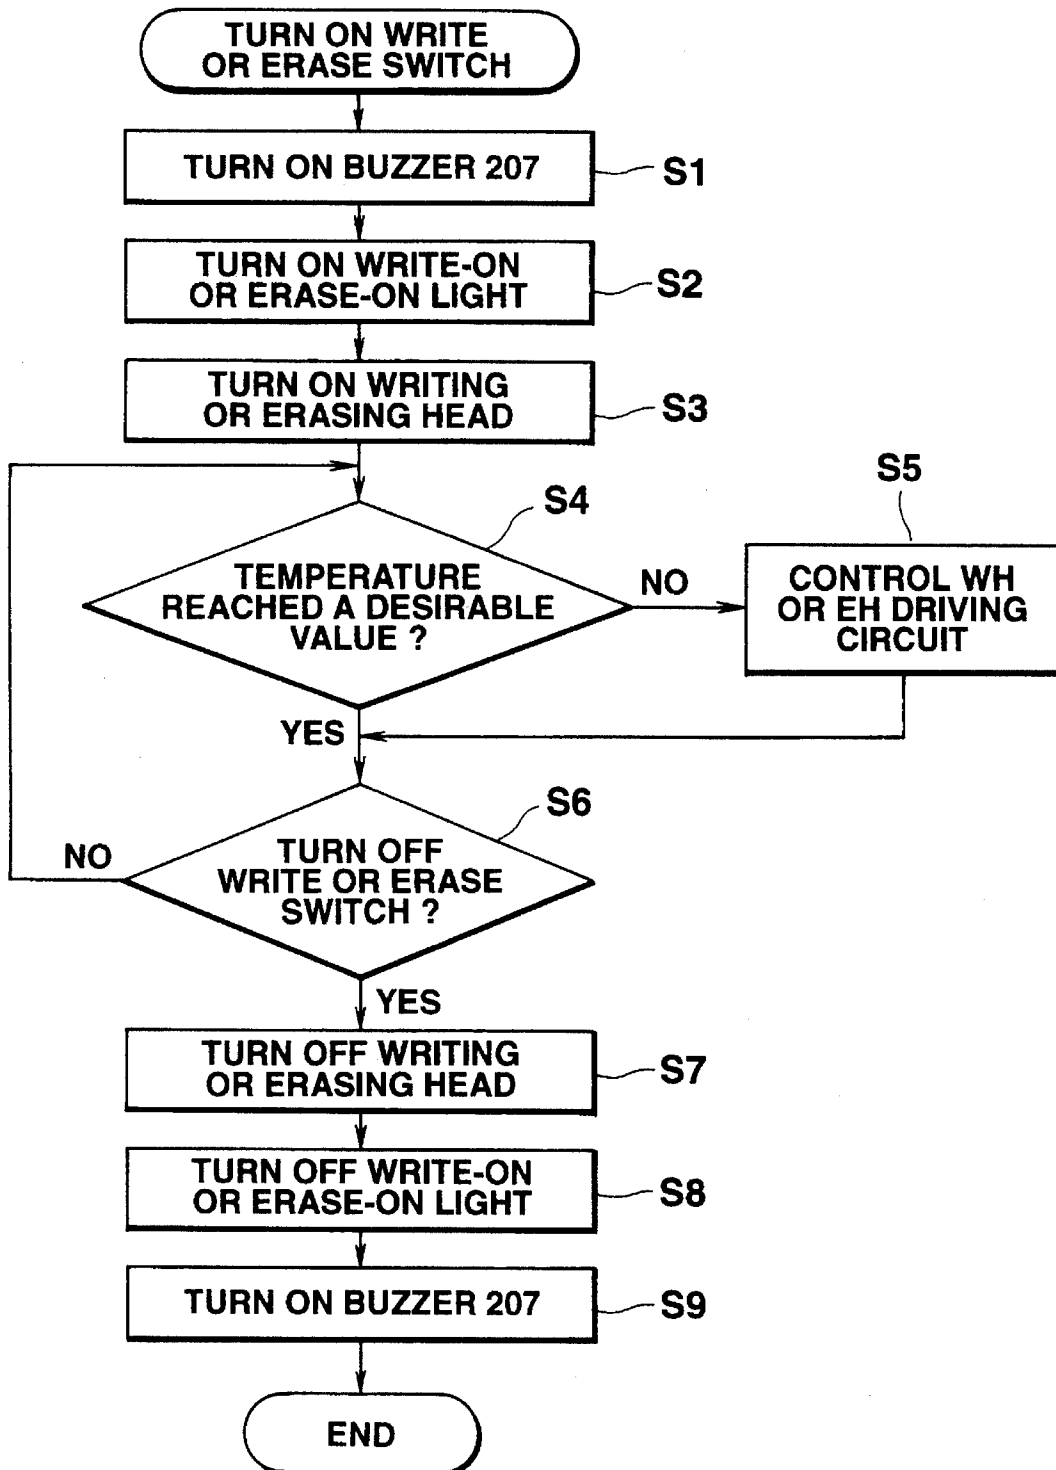 TURN ON WRITE
OR ERASE SWITCH
TURN ON BUZZER 207
S1
TURN ON WRITE-ON
OR ERASE-ON LIGHT
S2
TURN ON WRITING
OR ERASING HEAD
S3
S4
TEMPERATURE
REACHED A DESIRABLE
VALUE ?
NO
S5
CONTROL WH
OR EH DRIVING
CIRCUIT
YES
S6
TURN OFF
WRITE OR ERASE
SWITCH ?
NO
YES
TURN OFF WRITING
OR ERASING HEAD
S7
TURN OFF WRITE-ON
OR ERASE-ON LIGHT
S8
TURN ON BUZZER 207
S9
END